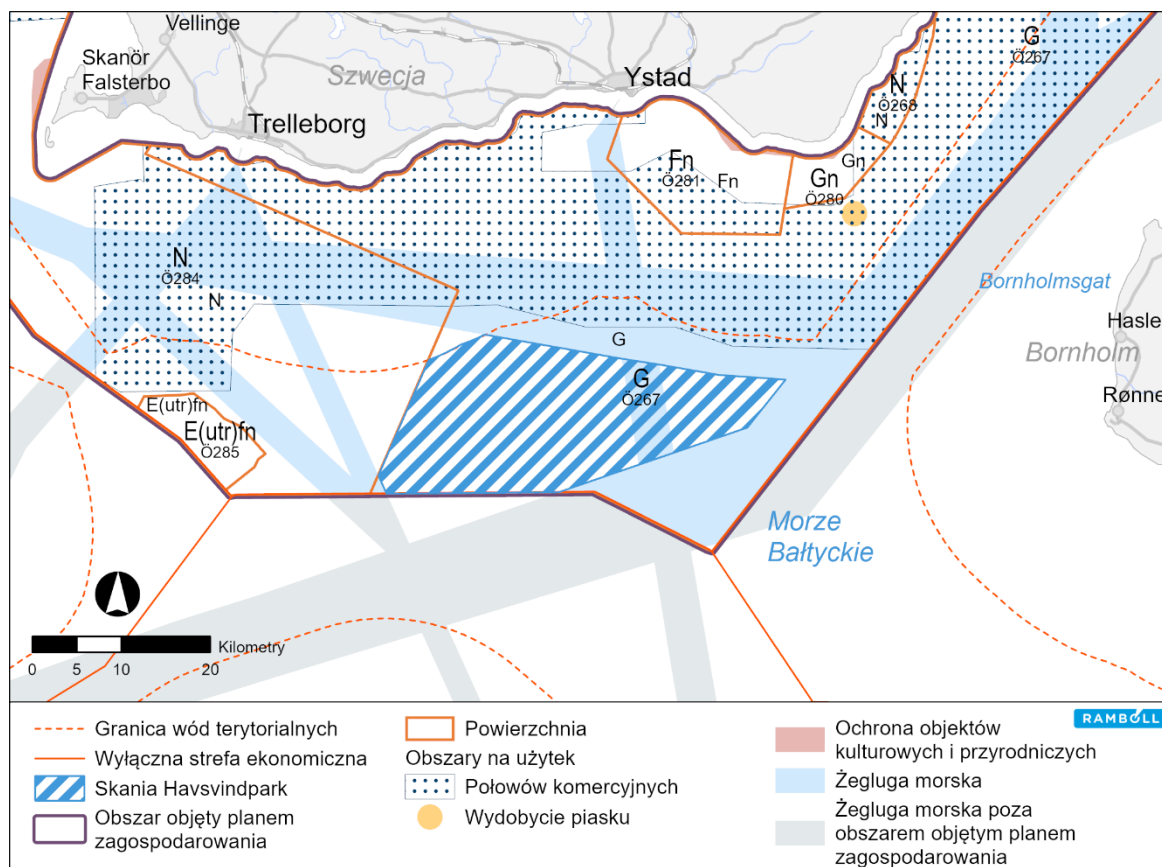 Vellinge
Skanör
Falsterbo
Szwecja
Ystad
Trelleborg
G
Ö267
N
Ö268
N
Fn
Ö281
Fn
Gn
Gn
Ö280
N
Ö284
N
Bornholmsgat
Hasle
Bornholm
Rønne
G
G
Ö267
E(utr)fn
E(utr)fn
Ö285
Morze
Bałtyckie
Kilometry
0 5 10 20
Granica wód terytorialnych
Wyłączna strefa ekonomiczna
Skania Havsvindpark
Obszar objęty planem
zagospodarowania
Powierzchnia
Obszary na użytek
Połowów komercyjnych
Wydobycie piasku
RAMBOLL
Ochrona objektów
kulturowych i przyrodniczych
Żegluga morska
Żegluga morska poza
obszarem objętym planem
zagospodarowania